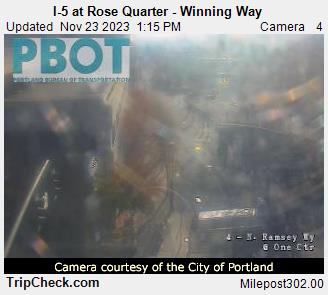 I-5 at Rose Quarter - Winning Way
Updated Nov 23 2023 1:15 PM Camera 4
PBOT
PORTLAND BUREAU OF TRANSPORTATION
4 - N. Ramsey Wy
@ One Ctr
Camera courtesy of the City of Portland
TripCheck.com Milepost302.00